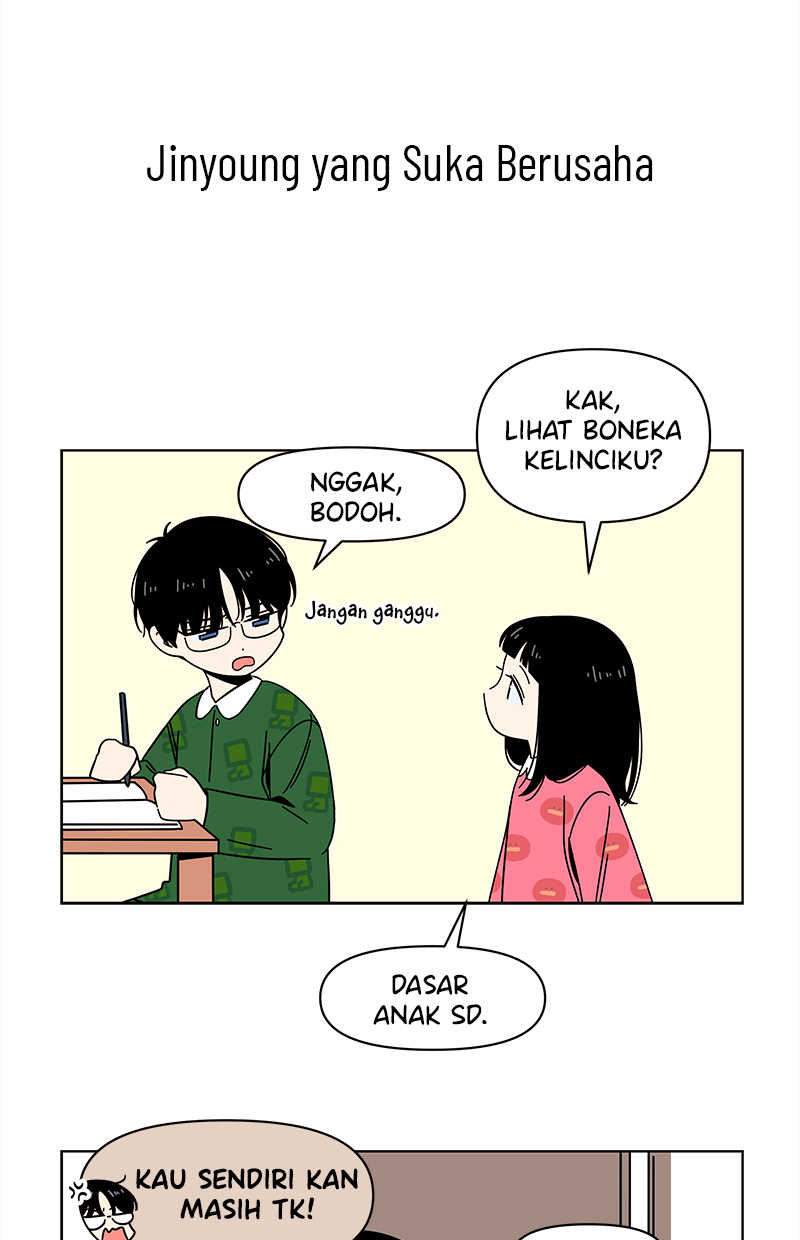 Jinyoung yang Suka Berusaha
KAK,
LIHAT BONEKA
KELINCIKU?
NGGAK,
BODOH.
Jangan ganggu.
DASAR
ANAK SD.
KAU SENDIRI KAN
MASIH TK!